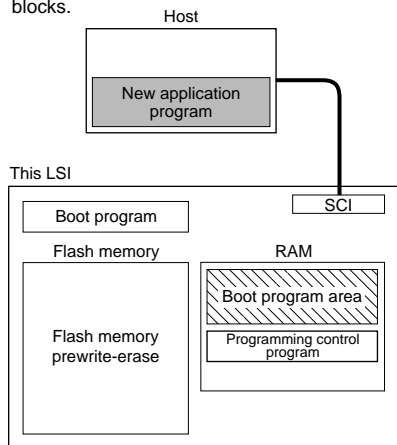 blocks.
Host
New application
program
This LSI
SCI
Boot program
Flash memory
RAM
Boot program area
Flash memory
prewrite-erase
Programming control
program